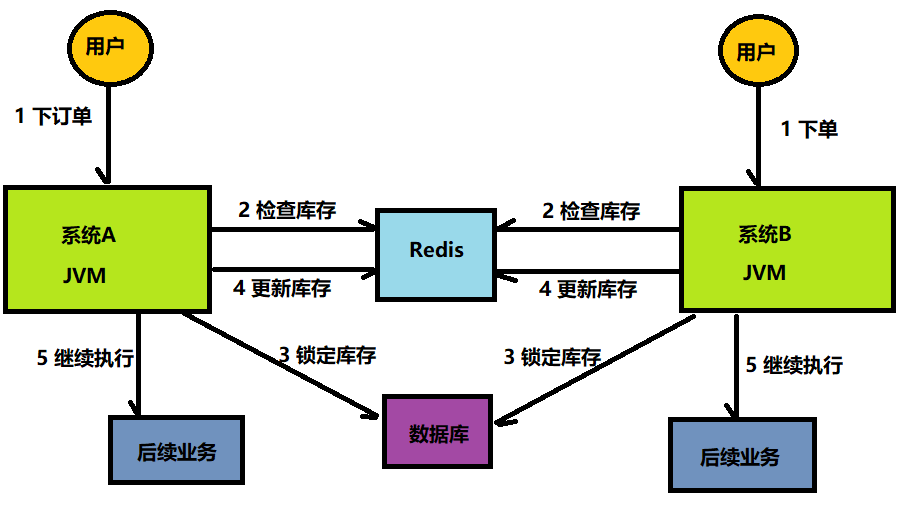 用户
用户
1 下订单
1 下单
系统A
JVM
2 检查库存
Redis
2 检查库存
系统B
JVM
4 更新库存
4 更新库存
5 继续执行
3 锁定库存
3 锁定库存
5 继续执行
后续业务
数据库
后续业务